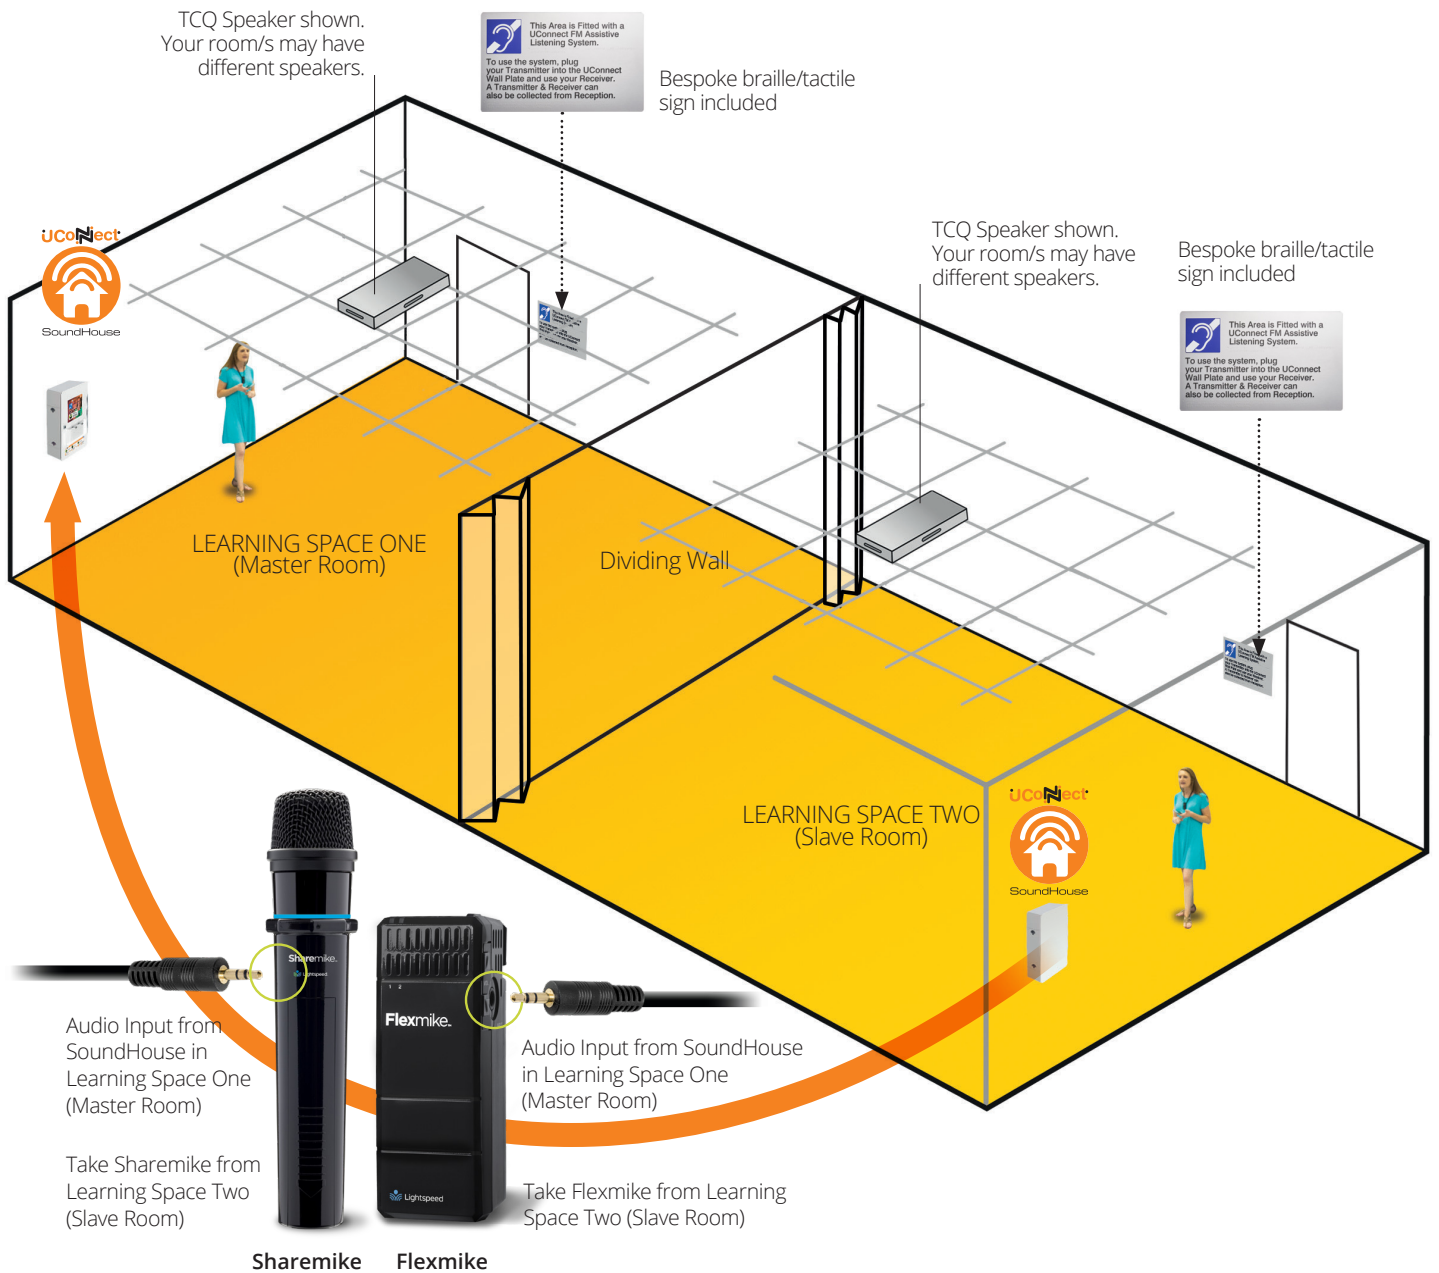 TCQ Speaker shown.
Your room/s may have
different speakers.
This Area is Fitted with a
UConnect FM Assistive
Listening System.
To use the system, plug
your Transmitter into the UConnect
Wall Plate and use your Receiver.
A Transmitter & Receiver can
also be collected from Reception.
Bespoke braille/tactile
sign included
UConnect
SoundHouse
TCQ Speaker shown.
Your room/s may have
different speakers.
Bespoke braille/tactile
sign included
This Area is Fitted with a
UConnect FM Assistive
Listening System.
To use the system, plug
your Transmitter into the UConnect
Wall Plate and use your Receiver.
A Transmitter & Receiver can
also be collected from Reception.
LEARNING SPACE ONE
(Master Room)
Dividing Wall
LEARNING SPACE TWO
(Slave Room)
UConnect
SoundHouse
Sharemike
Lightspeed
1 2
Flexmike
Lightspeed
Audio Input from
SoundHouse in
Learning Space One
(Master Room)
Take Sharemike from
Learning Space Two
(Slave Room)
Audio Input from SoundHouse
in Learning Space One
(Master Room)
Take Flexmike from Learning
Space Two (Slave Room)
Sharemike
Flexmike